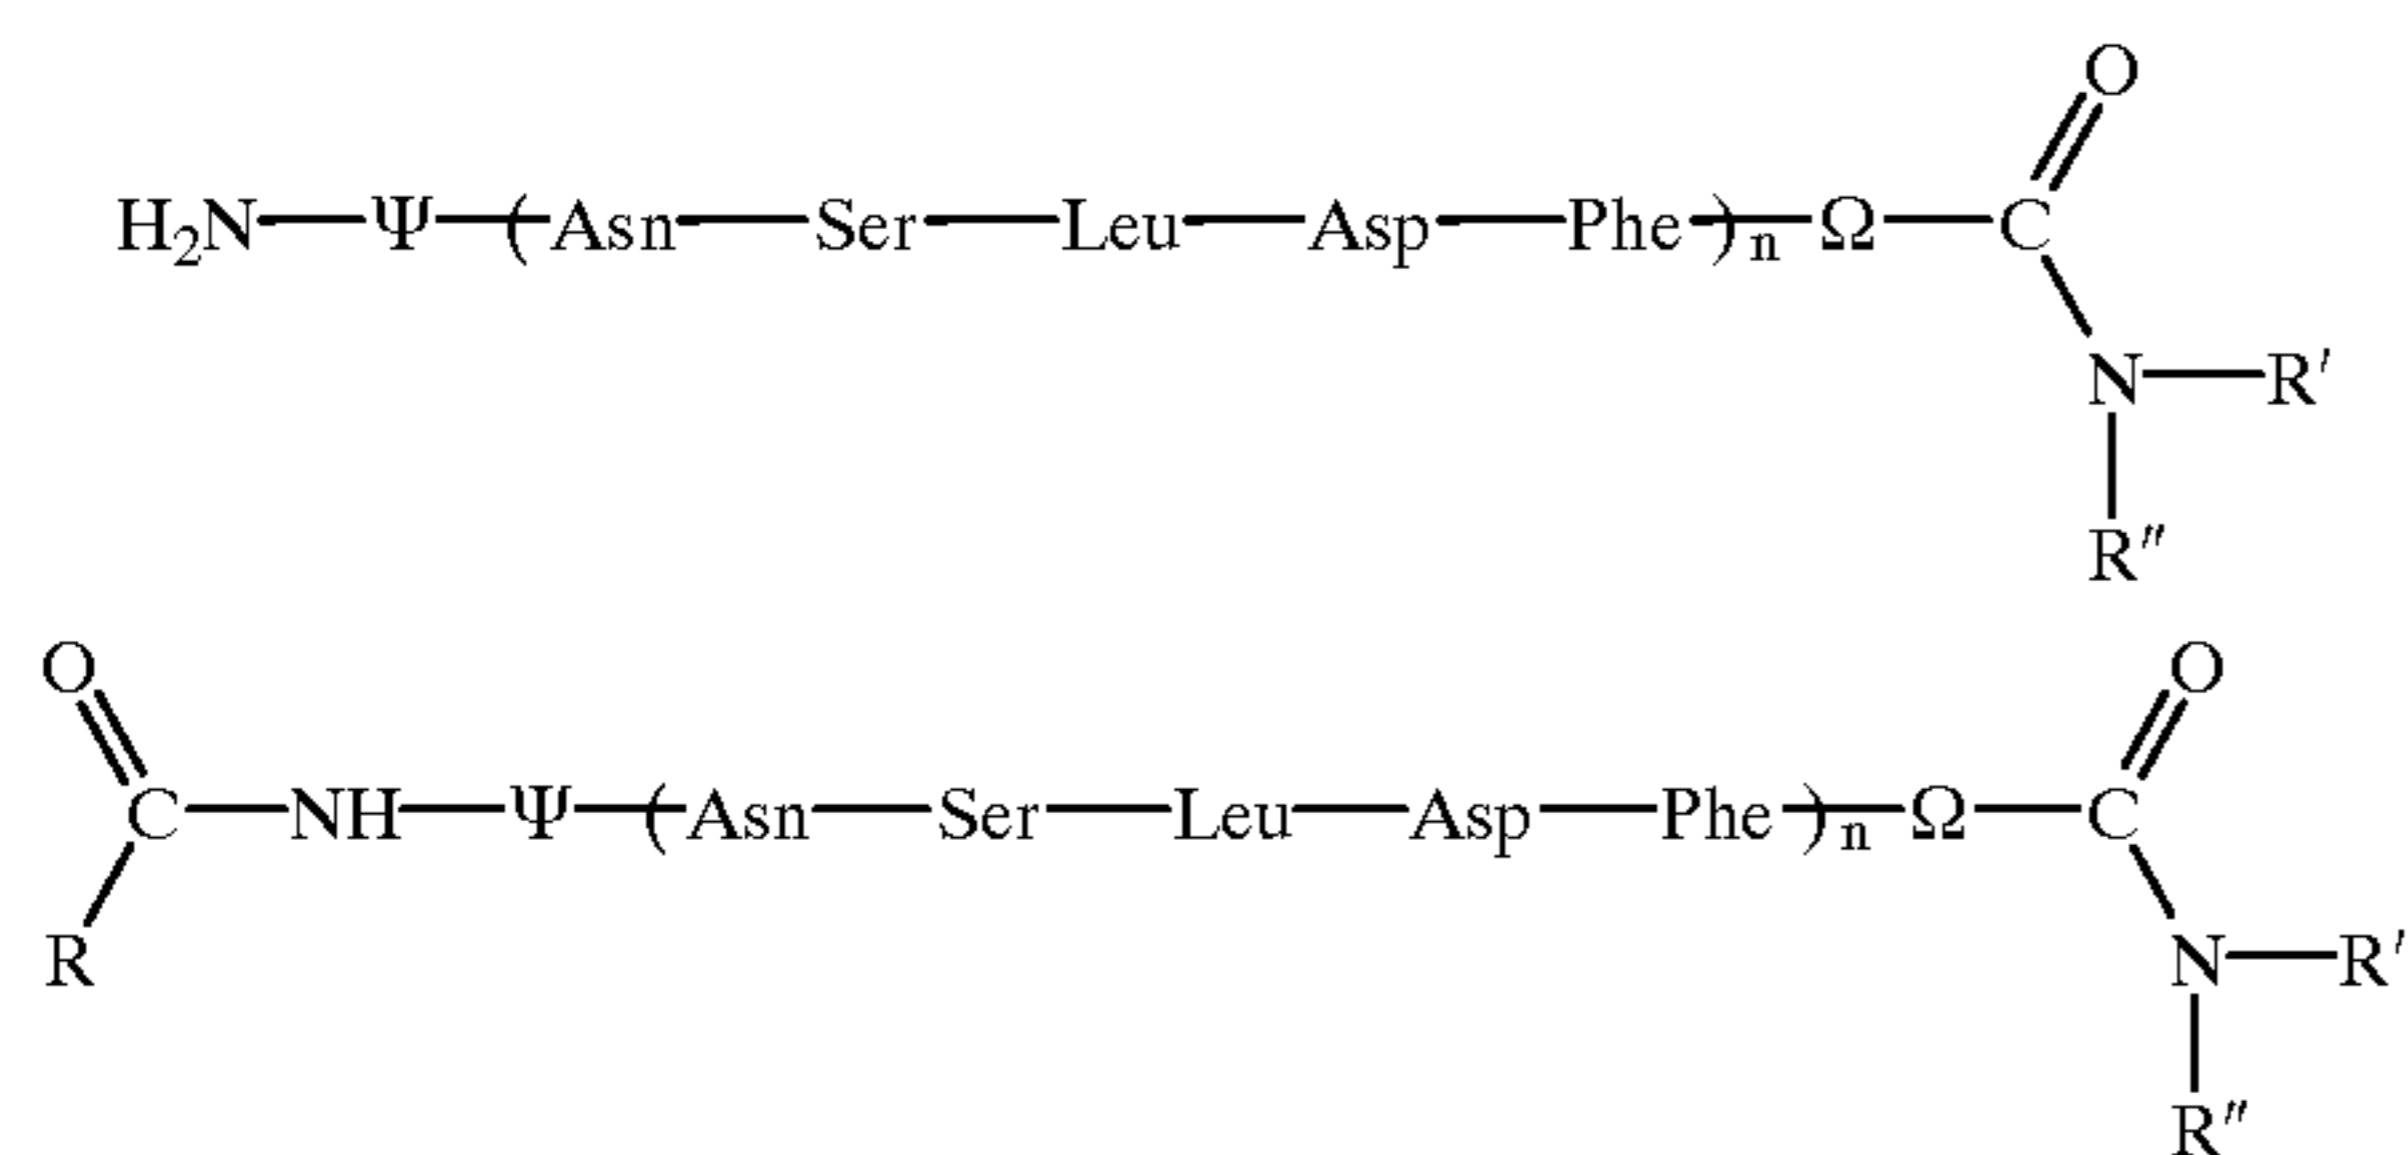 O
H₂N—Ψ—(Asn—Ser—Leu—Asp—Phe)ₙ—Ω—C
N—R′
R″
O O
C—NH—Ψ—(Asn—Ser—Leu—Asp—Phe)ₙ—Ω—C
R N—R′
R″